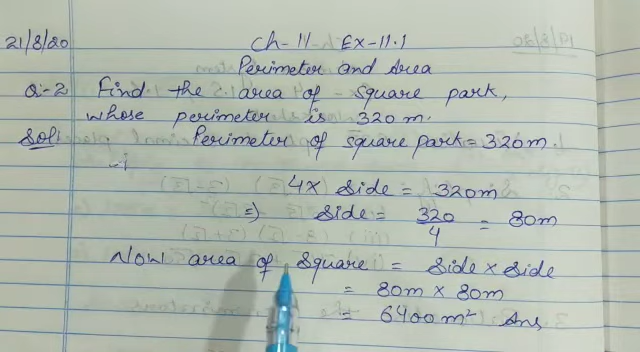 21/8/20 Ch-11 Ex-11.1
Perimeter and Area
Q-2 Find the area of square park,
whose perimeter is 320 m.
Sol: Perimeter of square park = 320m.
4× Side = 320m
⇒ Side = 320/4 = 80m
Now area of Square = Side × Side
= 80m × 80m
= 6400m² Ans